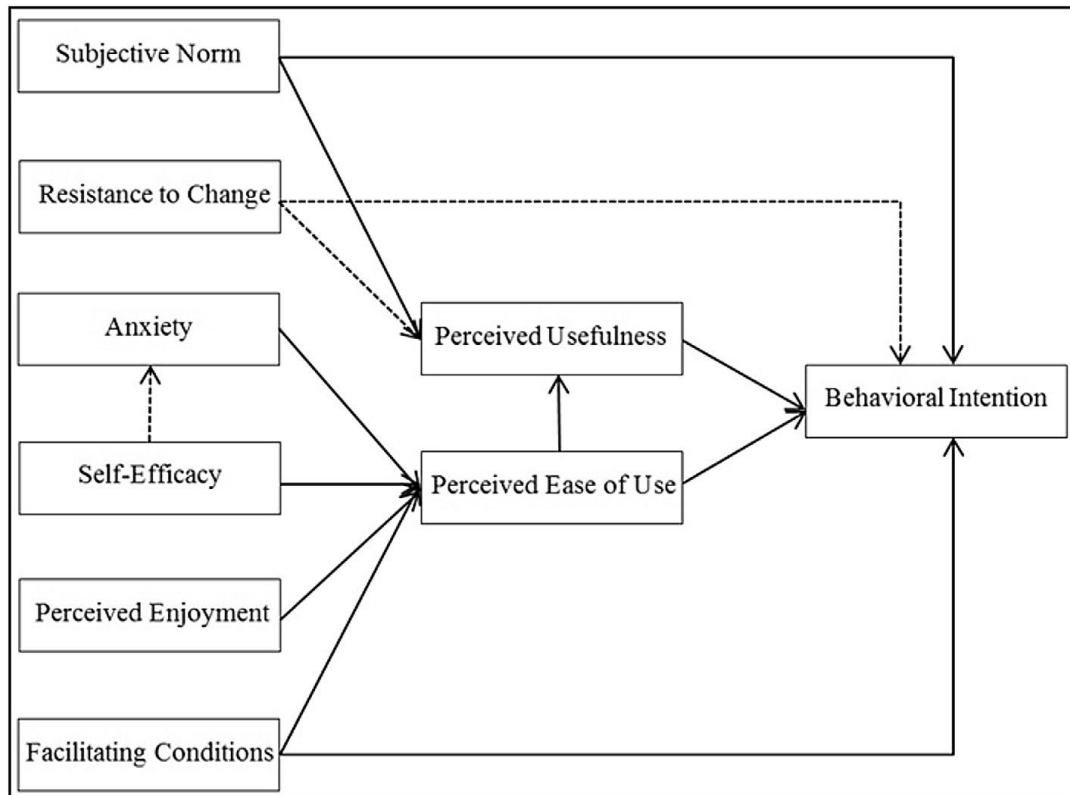 Subjective Norm
Resistance to Change
Anxiety
Perceived Usefulness
Behavioral Intention
Self-Efficacy
Perceived Ease of Use
Perceived Enjoyment
Facilitating Conditions